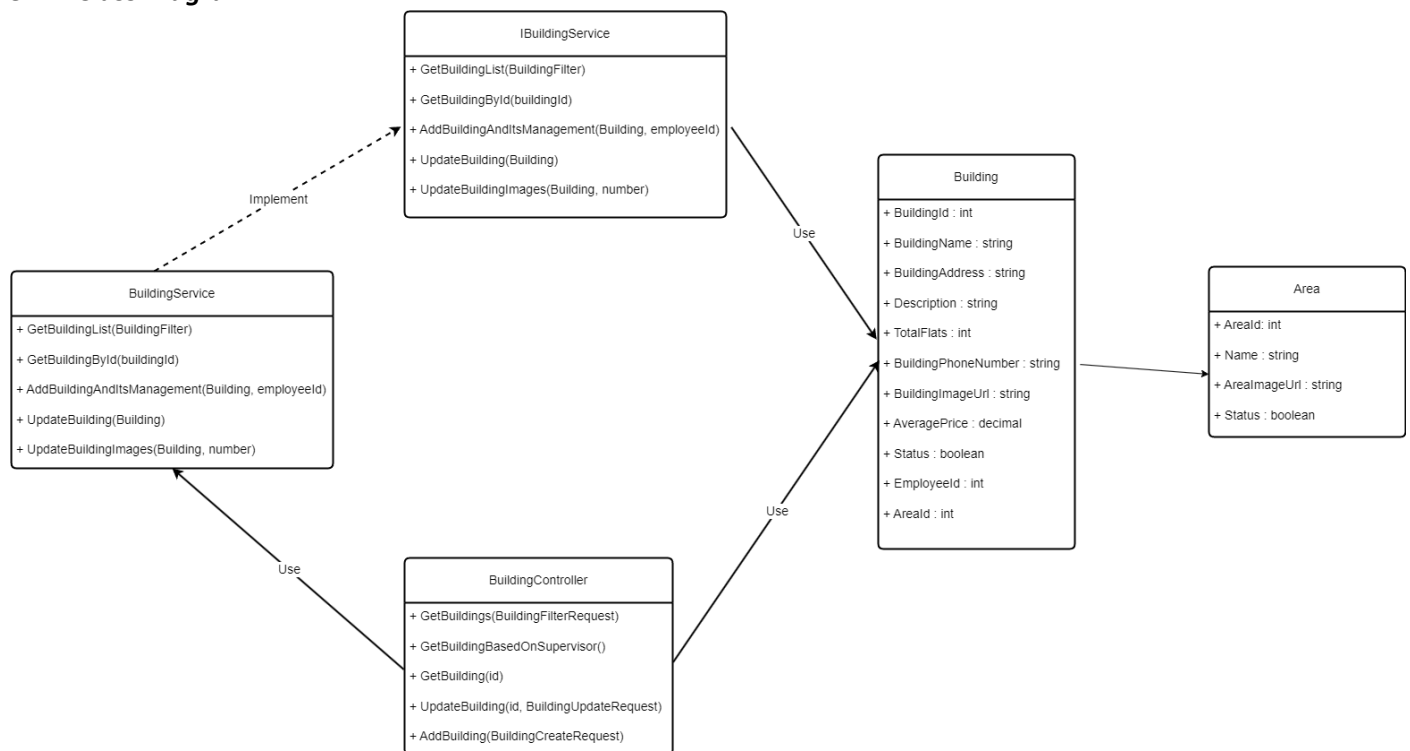 IBuildingService
+ GetBuildingList(BuildingFilter)
+ GetBuildingById(buildingId)
+ AddBuildingAndItsManagement(Building, employeeId)
+ UpdateBuilding(Building)
+ UpdateBuildingImages(Building, number)
Implement
Use
Building
+ BuildingId : int
+ BuildingName : string
+ BuildingAddress : string
+ Description : string
+ TotalFlats : int
+ BuildingPhoneNumber : string
+ BuildingImageUrl : string
+ AveragePrice : decimal
+ Status : boolean
+ EmployeeId : int
+ AreaId : int
Area
+ AreaId: int
+ Name : string
+ AreaImageUrl : string
+ Status : boolean
BuildingService
+ GetBuildingList(BuildingFilter)
+ GetBuildingById(buildingId)
+ AddBuildingAndItsManagement(Building, employeeId)
+ UpdateBuilding(Building)
+ UpdateBuildingImages(Building, number)
Use
Use
BuildingController
+ GetBuildings(BuildingFilterRequest)
+ GetBuildingBasedOnSupervisor()
+ GetBuilding(id)
+ UpdateBuilding(id, BuildingUpdateRequest)
+ AddBuilding(BuildingCreateRequest)